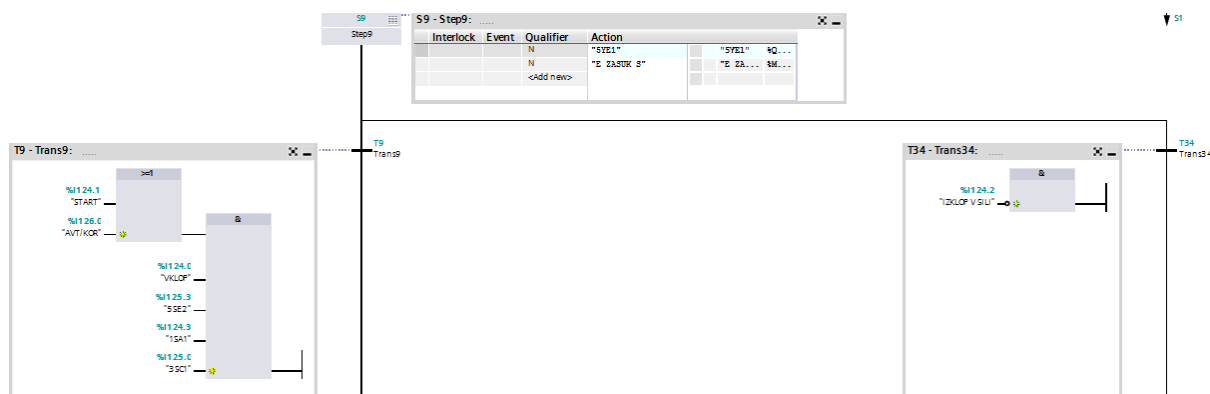 S9
Step9
S9 - Step9: .....
Interlock Event Qualifier Action
N "5YE1" "5YE1" %Q...
N "E ZASUK S" "E ZA... %M...
<Add new>
S1
T9 - Trans9: .....
>=1
%I124.1
"START"
%I126.0
"AVT/KOR"
&
%I124.0
"VKLOP"
%I125.3
"5SE2"
%I124.3
"1SA1"
%I125.0
"3SC1"
T9
Trans9
T34 - Trans34: .....
&
%I124.2
"IZKLOP V SILI"
T34
Trans34